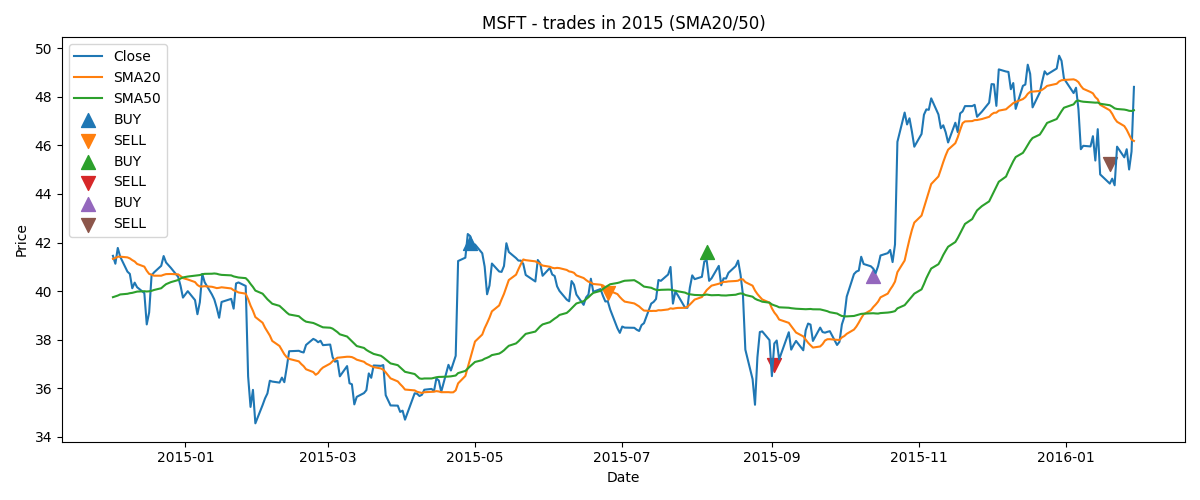 MSFT - trades in 2015 (SMA20/50)
Close
SMA20
SMA50
BUY
SELL
BUY
SELL
BUY
SELL
Price
50
48
46
44
42
40
38
36
34
2015-01
2015-03
2015-05
2015-07
2015-09
2015-11
2016-01
Date